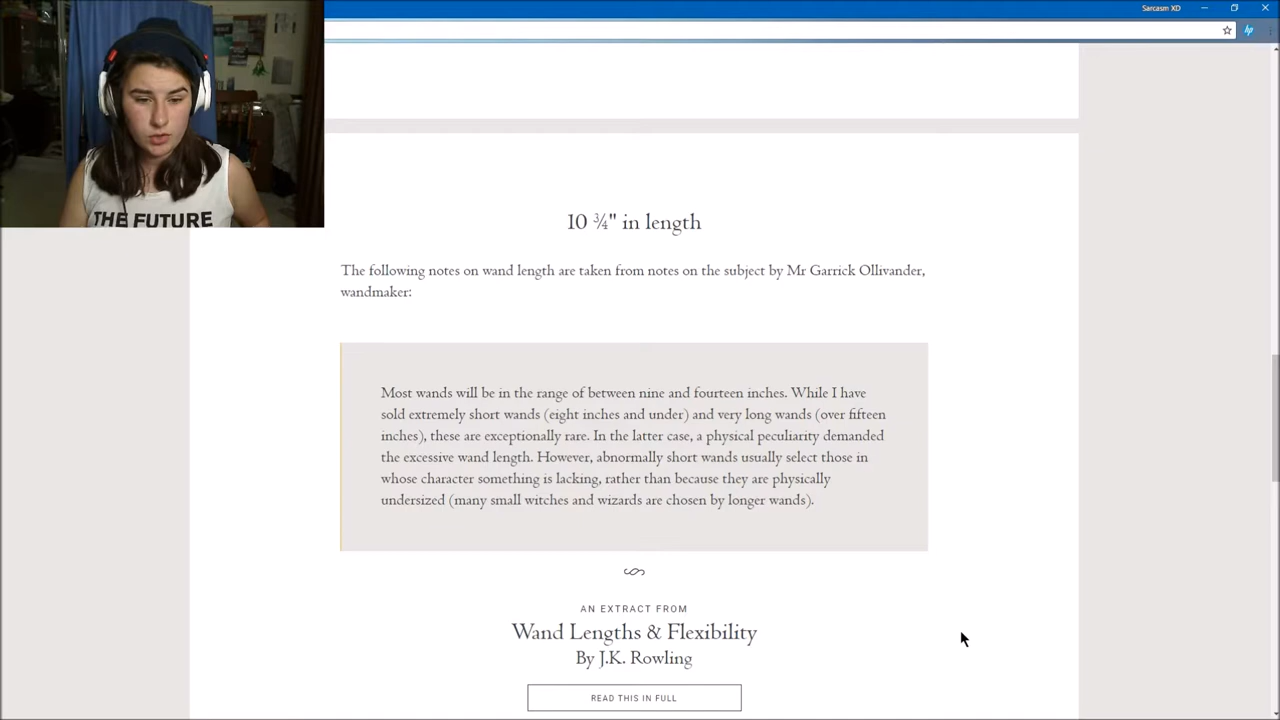 Sarcasm XD
THE FUTURE
10 ¾" in length
The following notes on wand length are taken from notes on the subject by Mr Garrick Ollivander,
wandmaker:
Most wands will be in the range of between nine and fourteen inches. While I have
sold extremely short wands (eight inches and under) and very long wands (over fifteen
inches), these are exceptionally rare. In the latter case, a physical peculiarity demanded
the excessive wand length. However, abnormally short wands usually select those in
whose character something is lacking, rather than because they are physically
undersized (many small witches and wizards are chosen by longer wands).
AN EXTRACT FROM
Wand Lengths & Flexibility
By J.K. Rowling
READ THIS IN FULL